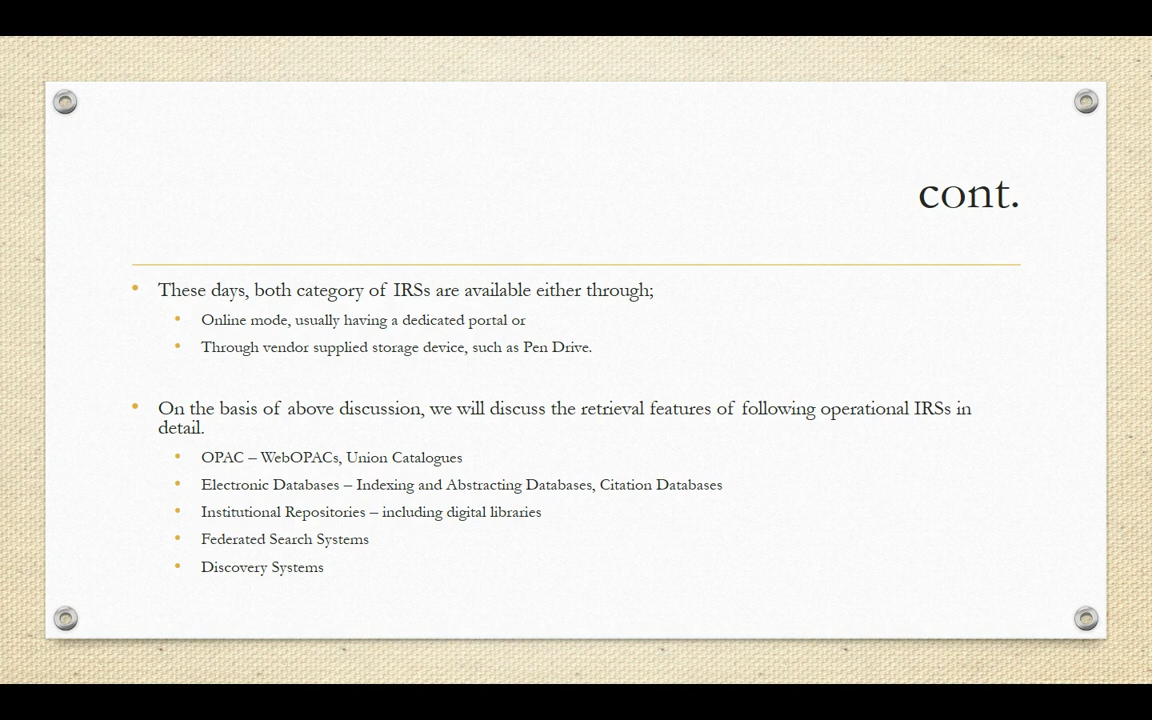 cont.
These days, both category of IRSs are available either through;
Online mode, usually having a dedicated portal or
Through vendor supplied storage device, such as Pen Drive.
On the basis of above discussion, we will discuss the retrieval features of following operational IRSs in
detail.
OPAC – WebOPACs, Union Catalogues
Electronic Databases – Indexing and Abstracting Databases, Citation Databases
Institutional Repositories – including digital libraries
Federated Search Systems
Discovery Systems